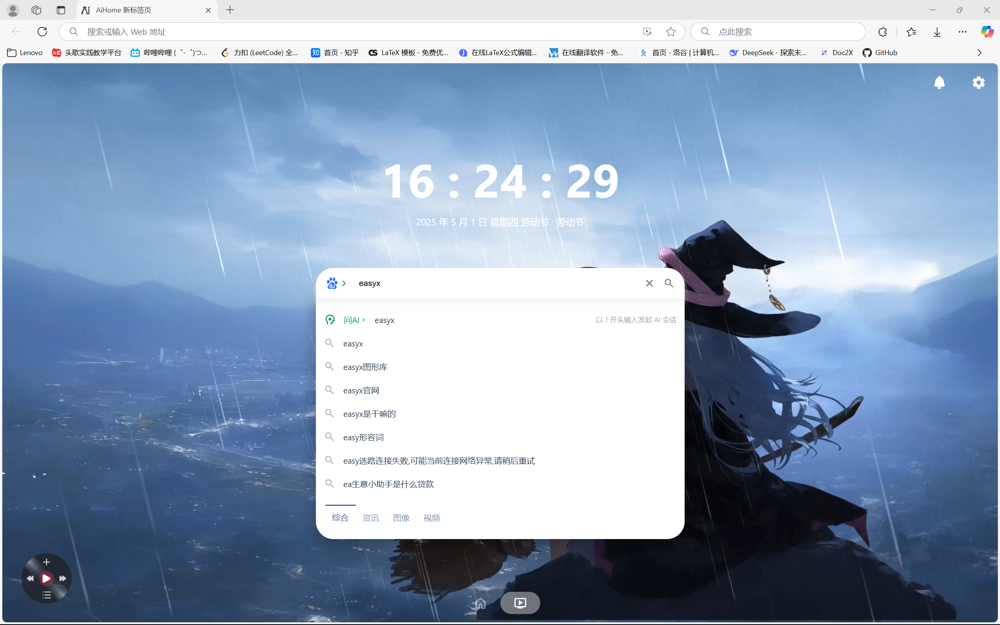 AiHome 新标签页
搜索或输入 Web 地址
点此搜索
Lenovo
头歌 头歌实践教学平台
哔哩哔哩 ( ゜- ゜)つ...
力扣 (LeetCode) 全...
知 首页 - 知乎
CS LaTeX 模板 - 免费优...
在线LaTeX公式编辑...
在线翻译软件 - 免...
首页 - 洛谷 | 计算机...
DeepSeek - 探索未...
Doc2X
GitHub
16 : 24 : 29
2025 年 5 月 1 日 星期四 劳动节 · 劳动节
du
easyx
问AI › easyx
以 ? 开头输入发起 AI 会话
easyx
easyx图形库
easyx官网
easyx是干嘛的
easy形容词
easy选路连接失败,可能当前连接网络异常,请稍后重试
ea生意小助手是什么贷款
综合 资讯 图像 视频